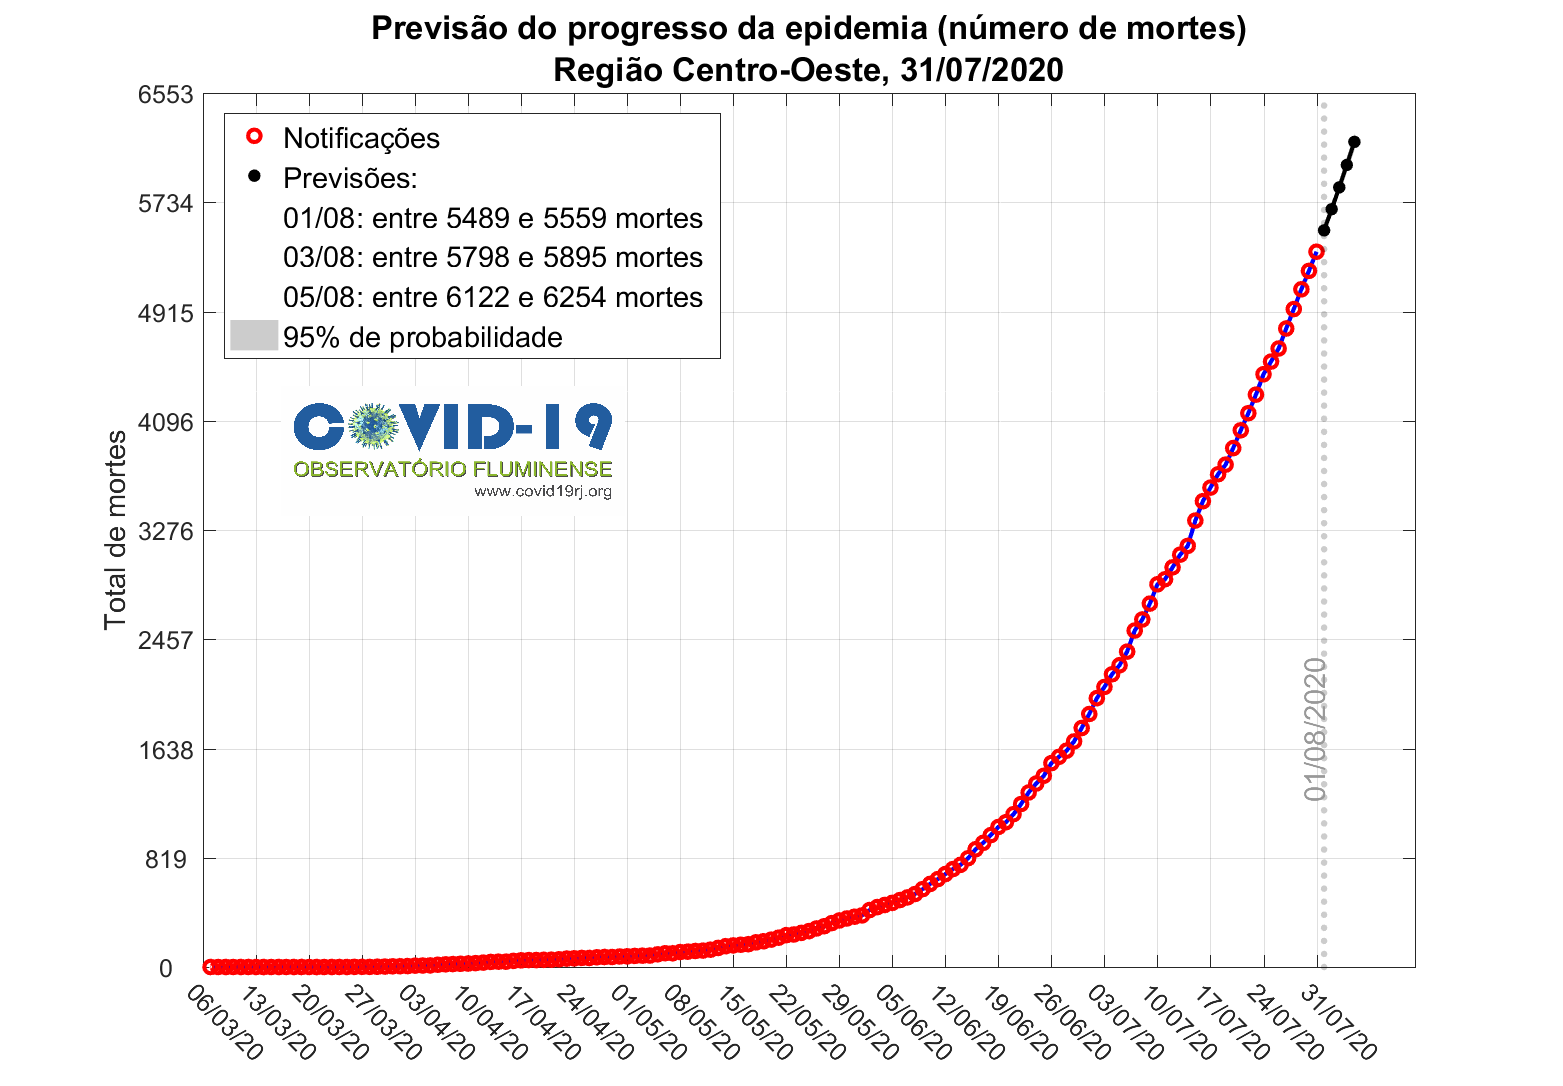 Previsão do progresso da epidemia (número de mortes)
Região Centro-Oeste, 31/07/2020
6553
5734
4915
4096
3276
2457
1638
819
0
Total de mortes
Notificações
Previsões:
01/08: entre 5489 e 5559 mortes
03/08: entre 5798 e 5895 mortes
05/08: entre 6122 e 6254 mortes
95% de probabilidade
COVID-19
OBSERVATÓRIO FLUMINENSE
www.covid19rj.org
01/08/2020
06/03/20
13/03/20
20/03/20
27/03/20
03/04/20
10/04/20
17/04/20
24/04/20
01/05/20
08/05/20
15/05/20
22/05/20
29/05/20
05/06/20
12/06/20
19/06/20
26/06/20
03/07/20
10/07/20
17/07/20
24/07/20
31/07/20